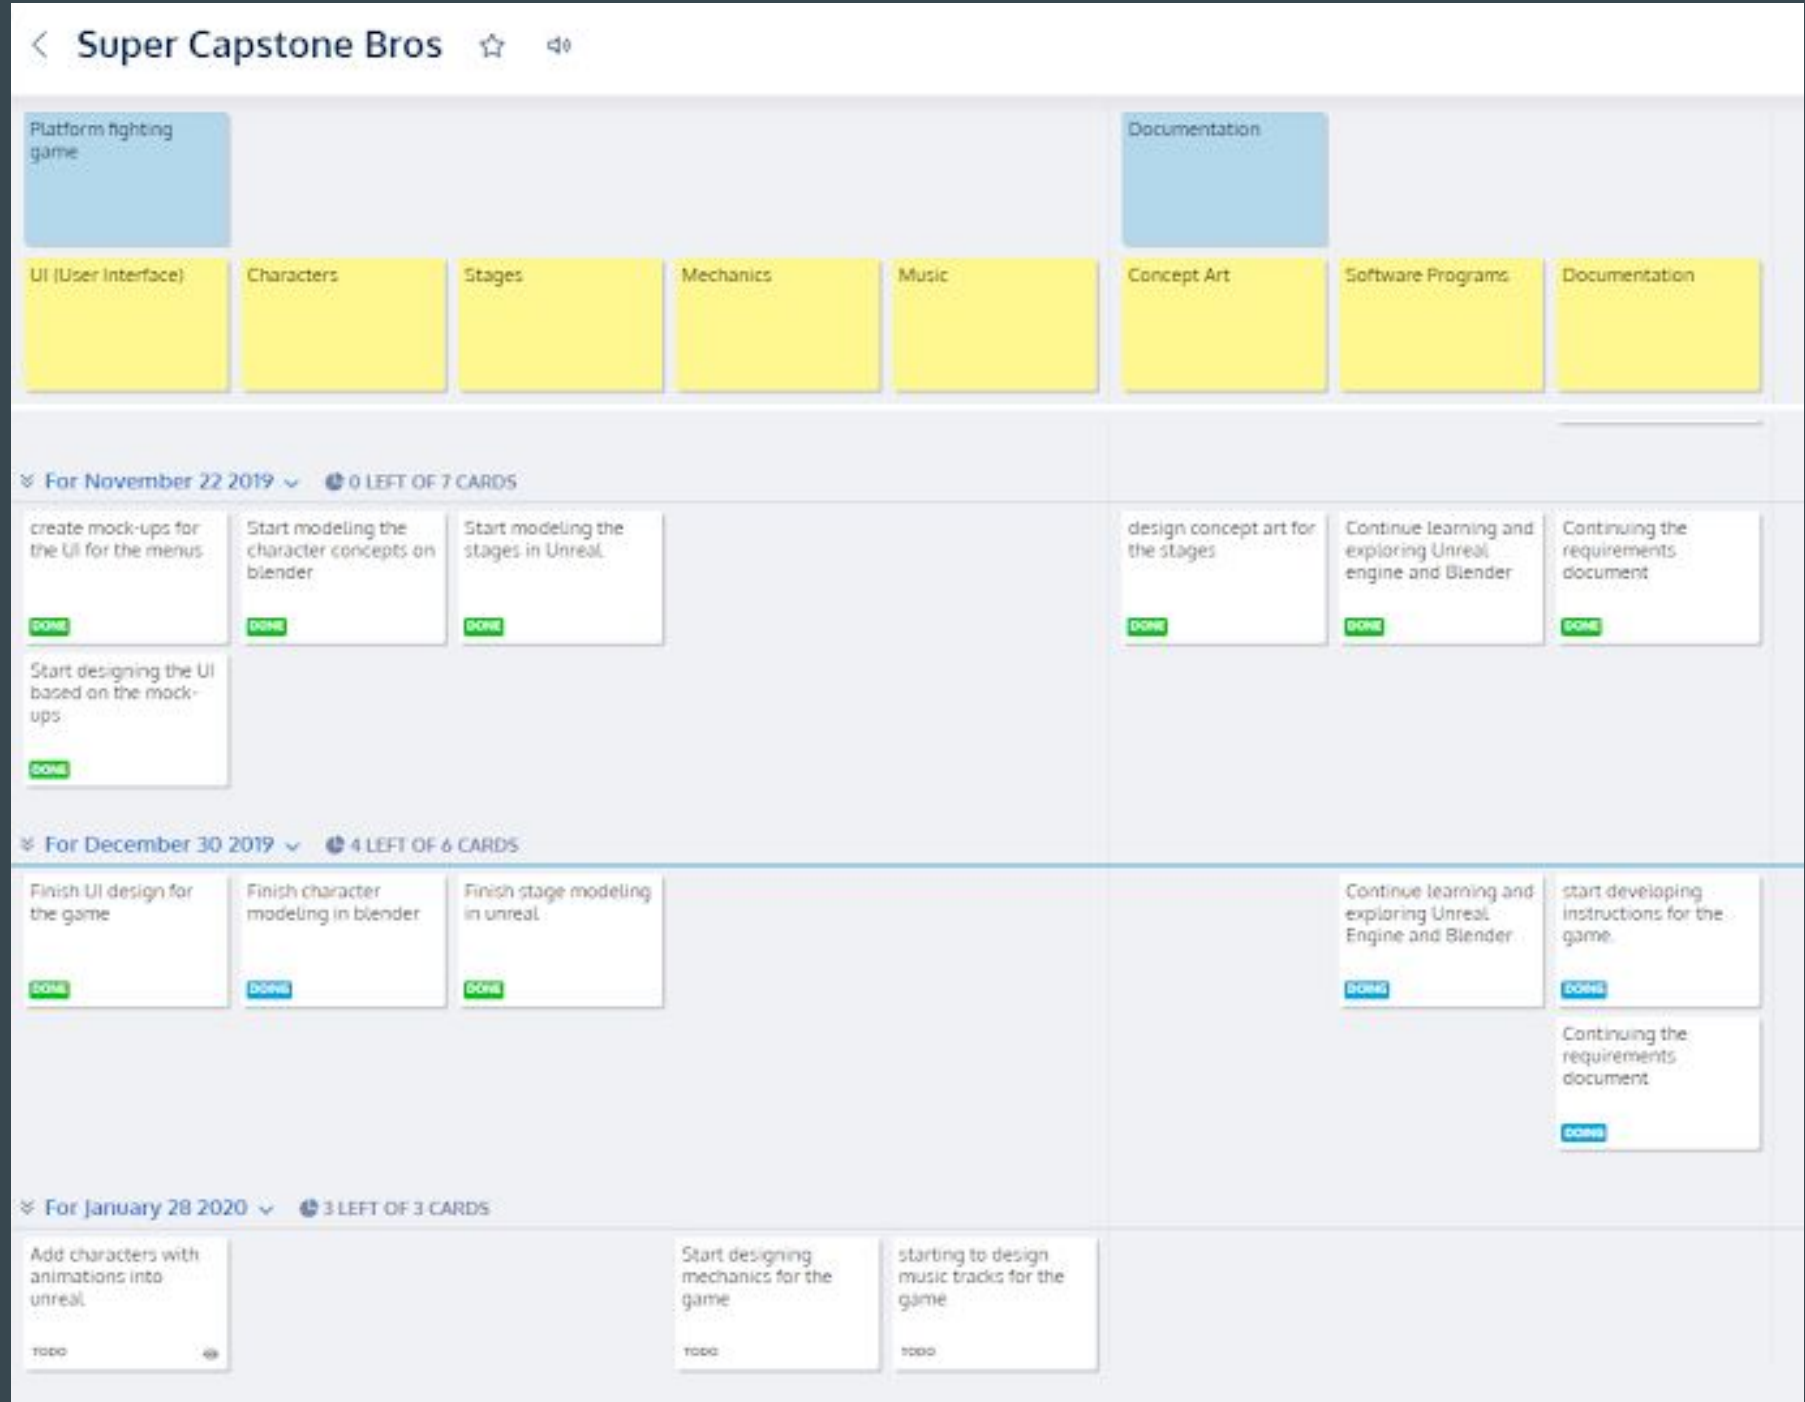 Super Capstone Bros
Platform fighting
game
Documentation
UI (User Interface)
Characters
Stages
Mechanics
Music
Concept Art
Software Programs
Documentation
For November 22 2019
0 LEFT OF 7 CARDS
create mock-ups for
the UI for the menus
DONE
Start modeling the
character concepts on
blender
DONE
Start modeling the
stages in Unreal
DONE
design concept art for
the stages
DONE
Continue learning and
exploring Unreal
engine and Blender
DONE
Continuing the
requirements
document
DONE
Start designing the UI
based on the mock-
ups
DONE
For December 30 2019
4 LEFT OF 6 CARDS
Finish UI design for
the game
DONE
Finish character
modeling in blender
DOING
Finish stage modeling
in unreal
DONE
Continue learning and
exploring Unreal
Engine and Blender
DOING
start developing
instructions for the
game.
DOING
Continuing the
requirements
document
DOING
For January 28 2020
3 LEFT OF 3 CARDS
Add characters with
animations into
unreal
TODO
Start designing
mechanics for the
game
TODO
starting to design
music tracks for the
game
TODO